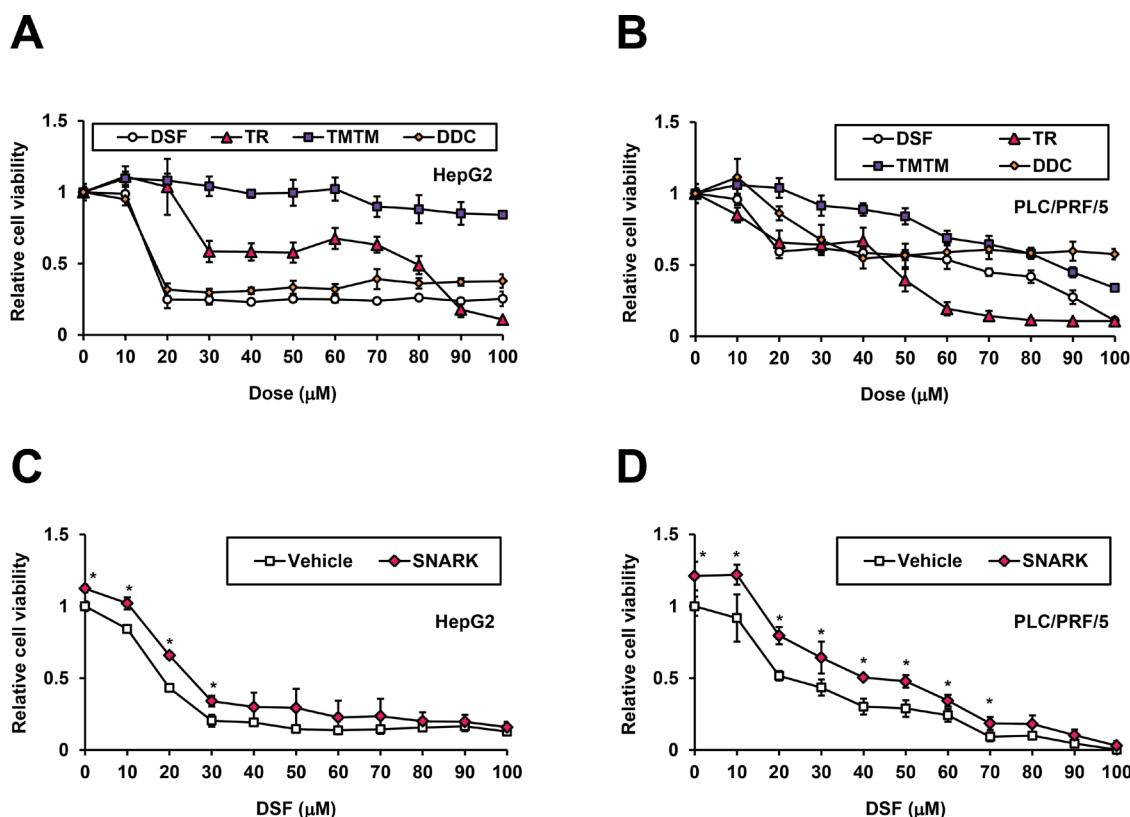 A
Relative cell viability
1.5
1
0.5
0
DSF TR TMTM DDC
HepG2
0 10 20 30 40 50 60 70 80 90 100
Dose (μM)
B
Relative cell viability
1.5
1
0.5
0
DSF TR
TMTM DDC
PLC/PRF/5
0 10 20 30 40 50 60 70 80 90 100
Dose (μM)
C
Relative cell viability
1.5
1
0.5
0
Vehicle SNARK
HepG2
* * * *
0 10 20 30 40 50 60 70 80 90 100
DSF (μM)
D
Relative cell viability
1.5
1
0.5
0
Vehicle SNARK
PLC/PRF/5
* * * * * * * *
0 10 20 30 40 50 60 70 80 90 100
DSF (μM)